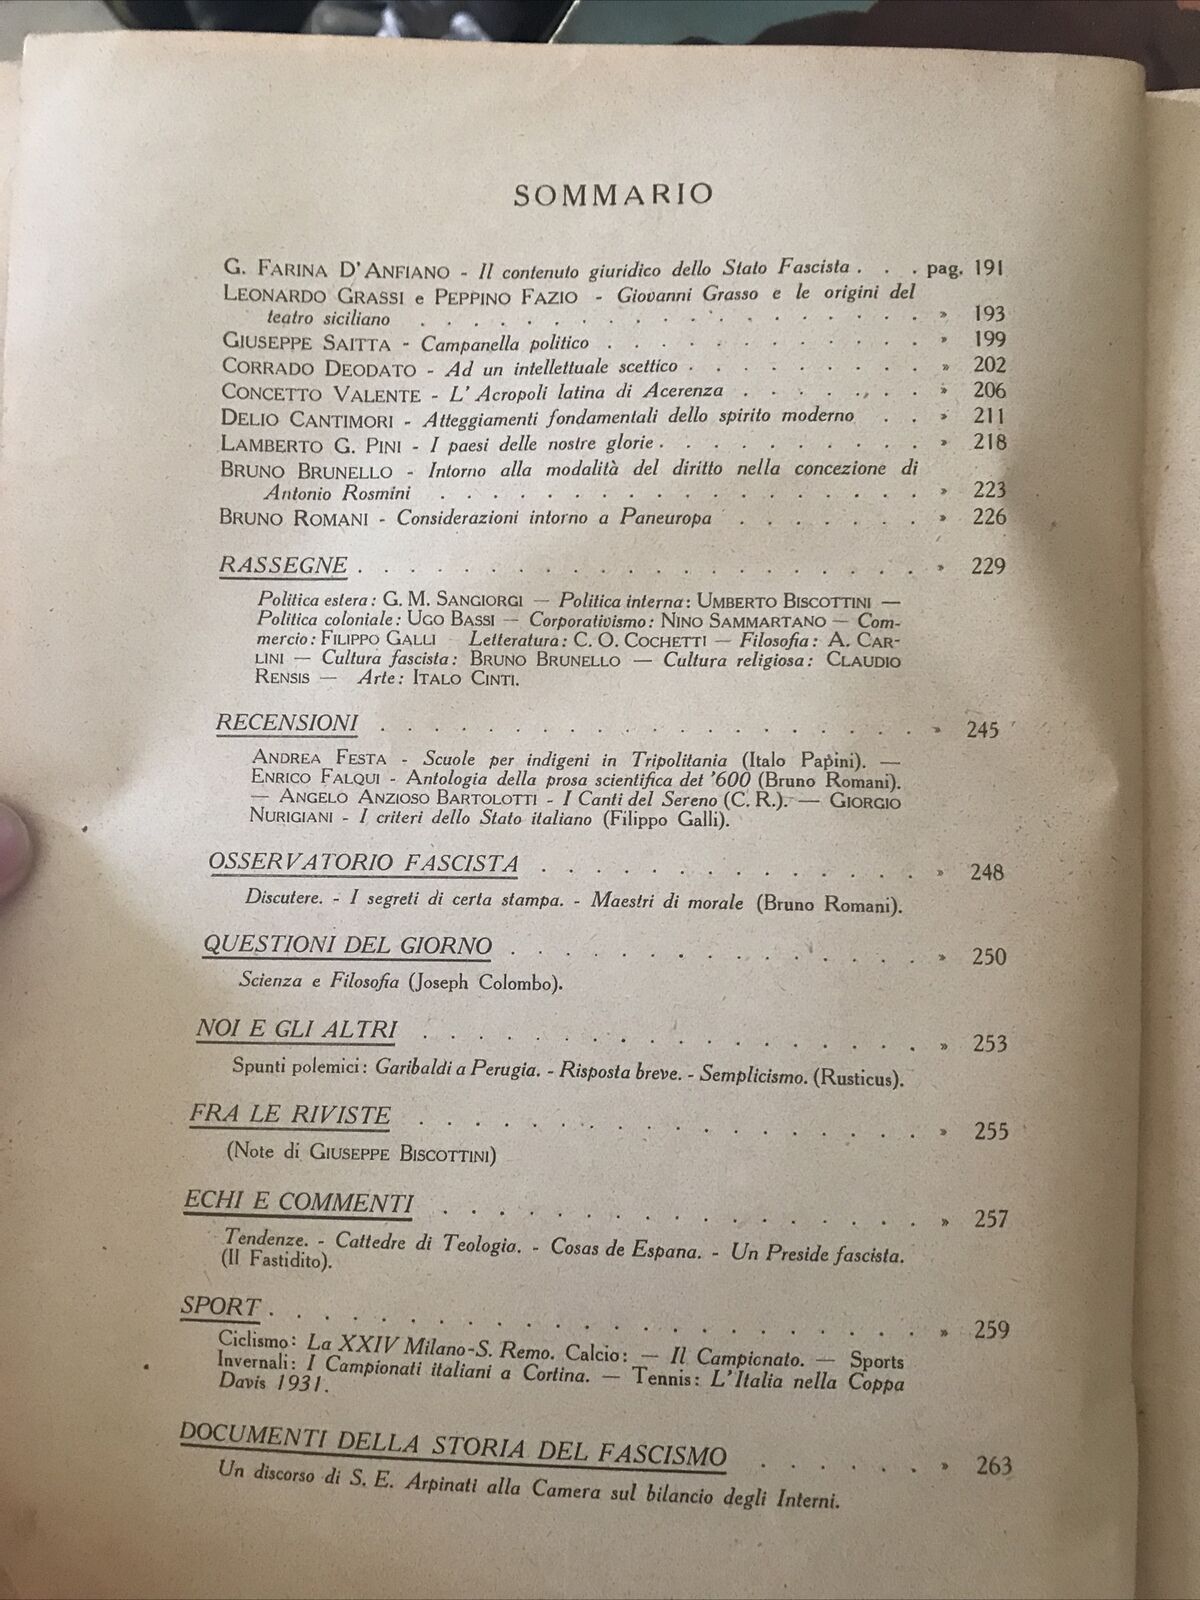 SOMMARIO
G. FARINA D'ANFIANO - Il contenuto giuridico dello Stato Fascista . . . pag. 191
LEONARDO GRASSI e PEPPINO FAZIO - Giovanni Grasso e le origini del
teatro siciliano . . . . . . . . . . . . . . . . . . » 193
GIUSEPPE SAITTA - Campanella politico . . . . . . . . . . . . » 199
CORRADO DEODATO - Ad un intellettuale scettico . . . . . . . . . » 202
CONCETTO VALENTE - L'Acropoli latina di Acerenza . . . . . . . » 206
DELIO CANTIMORI - Atteggiamenti fondamentali dello spirito moderno . . » 211
LAMBERTO G. PINI - I paesi delle nostre glorie . . . . . . . . . . » 218
BRUNO BRUNELLO - Intorno alla modalità del diritto nella concezione di
Antonio Rosmini . . . . . . . . . . . . . . . . . » 223
BRUNO ROMANI - Considerazioni intorno a Paneuropa . . . . . . . » 226
RASSEGNE . . . . . . . . . . . . . . . . . . . . » 229
Politica estera: G. M. SANGIORGI — Politica interna: UMBERTO BISCOTTINI —
Politica coloniale: UGO BASSI — Corporativismo: NINO SAMMARTANO — Com-
mercio: FILIPPO GALLI — Letteratura: C. O. COCHETTI — Filosofia: A. CAR-
LINI — Cultura fascista: BRUNO BRUNELLO — Cultura religiosa: CLAUDIO
RENSIS — Arte: ITALO CINTI.
RECENSIONI . . . . . . . . . . . . . . . . . . . . » 245
ANDREA FESTA - Scuole per indigeni in Tripolitania (Italo Papini). —
ENRICO FALQUI - Antologia della prosa scientifica det '600 (Bruno Romani).
— ANGELO ANZIOSO BARTOLOTTI - I Canti del Sereno (C. R.). — GIORGIO
NURIGIANI - I criteri dello Stato italiano (Filippo Galli).
OSSERVATORIO FASCISTA . . . . . . . . . . . . . . » 248
Discutere. - I segreti di certa stampa. - Maestri di morale (Bruno Romani).
QUESTIONI DEL GIORNO . . . . . . . . . . . . . . . » 250
Scienza e Filosofia (Joseph Colombo).
NOI E GLI ALTRI . . . . . . . . . . . . . . . . . . » 253
Spunti polemici: Garibaldi a Perugia. - Risposta breve. - Semplicismo. (Rusticus).
FRA LE RIVISTE . . . . . . . . . . . . . . . . . . » 255
(Note di GIUSEPPE BISCOTTINI)
ECHI E COMMENTI . . . . . . . . . . . . . . . . . » 257
Tendenze. - Cattedre di Teologia. - Cosas de Espana. - Un Preside fascista.
(Il Fastidito).
SPORT . . . . . . . . . . . . . . . . . . . . . . . » 259
Ciclismo: La XXIV Milano-S. Remo. Calcio: — Il Campionato. — Sports
Invernali: I Campionati italiani a Cortina. — Tennis: L'Italia nella Coppa
Davis 1931.
DOCUMENTI DELLA STORIA DEL FASCISMO . . . . . . » 263
Un discorso di S. E. Arpinati alla Camera sul bilancio degli Interni.